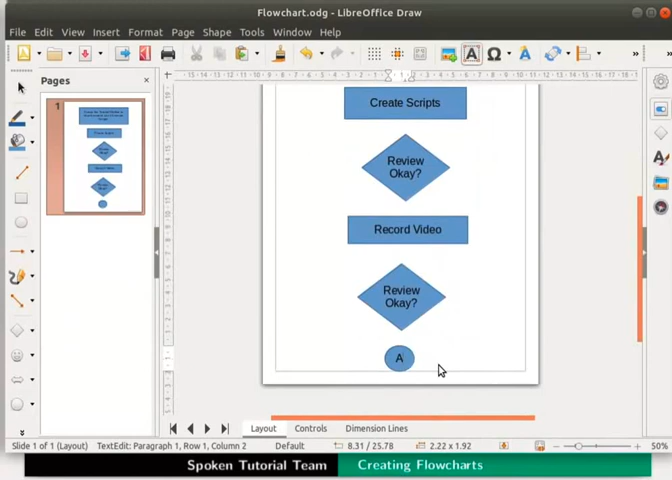 Flowchart.odg - LibreOffice Draw
File Edit View Insert Format Page Shape Tools Window Help
Pages
1
Create Scripts
Review
Okay?
Record Video
Review
Okay?
A
Layout Controls Dimension Lines
Slide 1 of 1 (Layout) TextEdit: Paragraph 1, Row 1, Column 2 Default 8.31 / 25.78 2.22 x 1.92 50%
Spoken Tutorial Team Creating Flowcharts